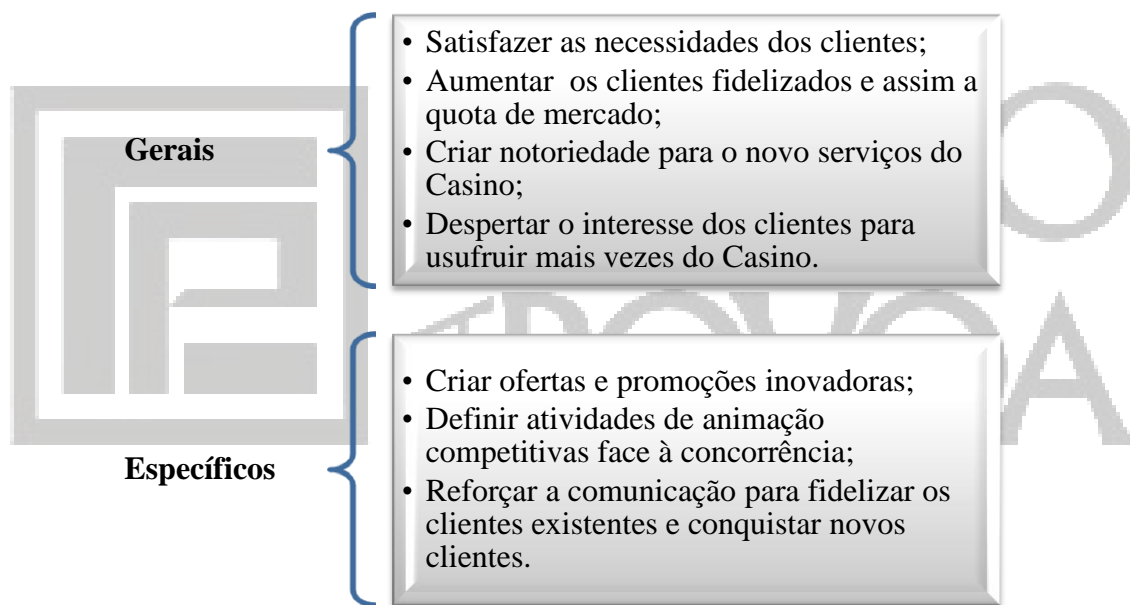 Gerais
• Satisfazer as necessidades dos clientes;
• Aumentar os clientes fidelizados e assim a
quota de mercado;
• Criar notoriedade para o novo serviços do
Casino;
• Despertar o interesse dos clientes para
usufruir mais vezes do Casino.
Específicos
• Criar ofertas e promoções inovadoras;
• Definir atividades de animação
competitivas face à concorrência;
• Reforçar a comunicação para fidelizar os
clientes existentes e conquistar novos
clientes.